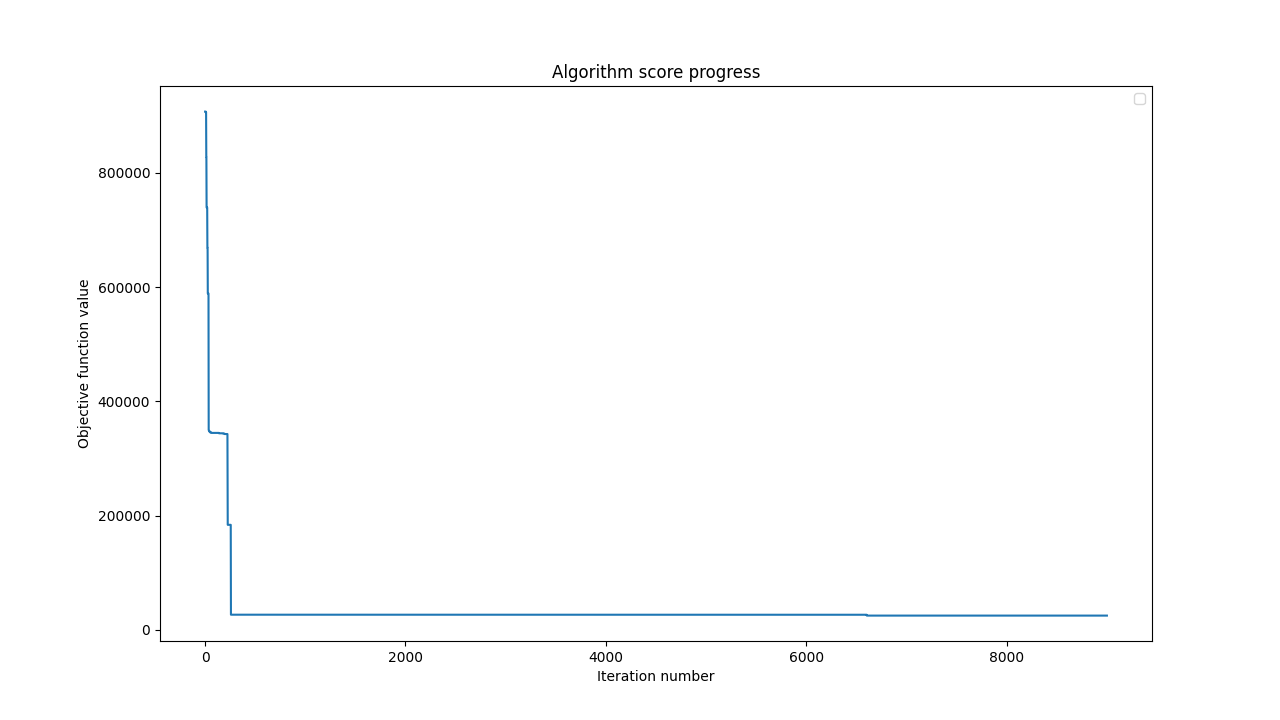 Algorithm score progress
Objective function value
800000
600000
400000
200000
0
0 2000 4000 6000 8000
Iteration number